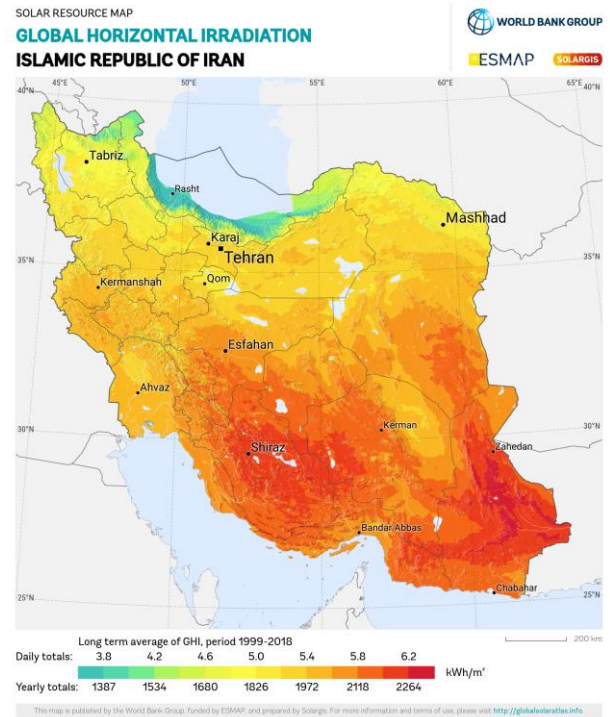 SOLAR RESOURCE MAP
GLOBAL HORIZONTAL IRRADIATION
ISLAMIC REPUBLIC OF IRAN
WORLD BANK GROUP
ESMAP
SOLARGIS
45°E
50°E
55°E
60°E
65°E
40°N
40°N
Tabriz
Rasht
Mashhad
Karaj
Tehran
35°N
35°N
Qom
Kermanshah
Esfahan
Ahvaz
30°N
30°N
Kerman
Shiraz
Zahedan
Bandar Abbas
25°N
25°N
Chabahar
Long term average of GHI, period 1999-2018
200 km
Daily totals: 3.8 4.2 4.6 5.0 5.4 5.8 6.2
kWh/m²
Yearly totals: 1387 1534 1680 1826 1972 2118 2264
This map is published by the World Bank Group, funded by ESMAP, and prepared by Solargis. For more information and terms of use, please visit http://globalsolaratlas.info